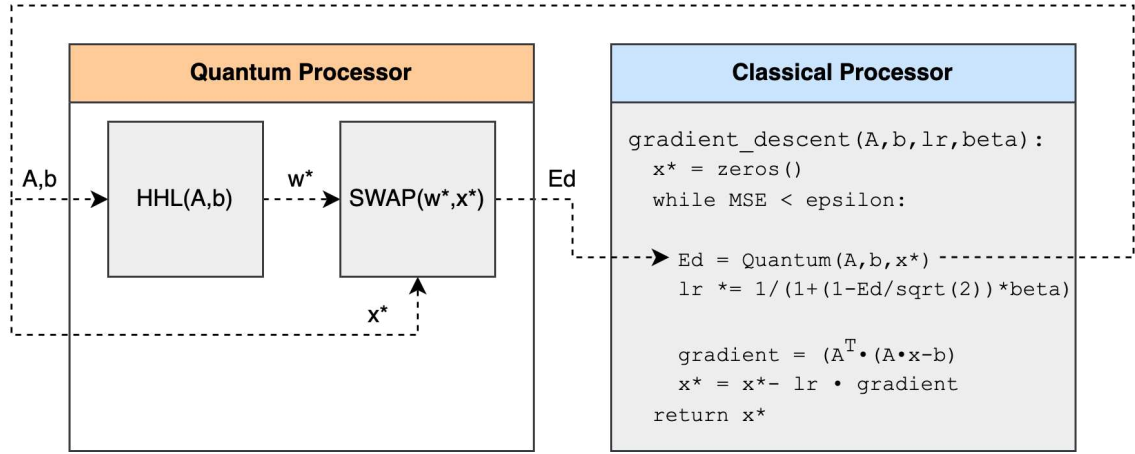 Quantum Processor
Classical Processor
A,b
HHL(A,b)
w*
SWAP(w*,x*)
Ed
x*
gradient_descent(A,b,lr,beta):
x* = zeros()
while MSE < epsilon:
Ed = Quantum(A,b,x*)
lr *= 1/(1+(1-Ed/sqrt(2))*beta)
gradient = (Aᵀ•(A•x-b)
x* = x*- lr • gradient
return x*